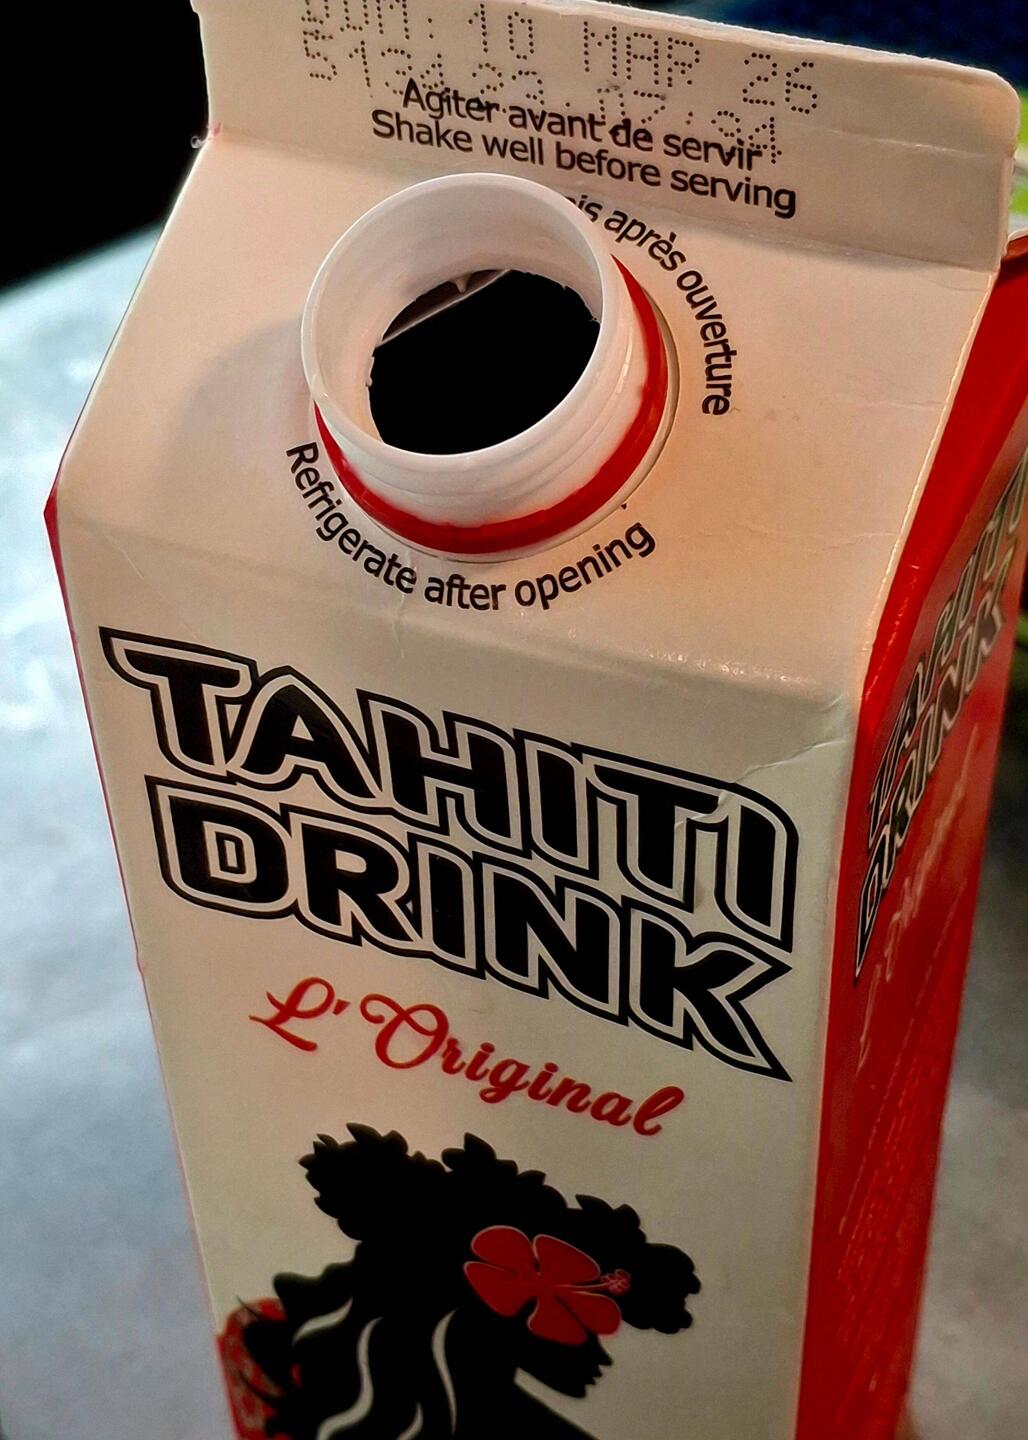 DDM: 10 MAR 26
Agiter avant de servir
Shake well before serving
après ouverture
Refrigerate after opening
TAHITI
DRINK
L'Original
DRINK